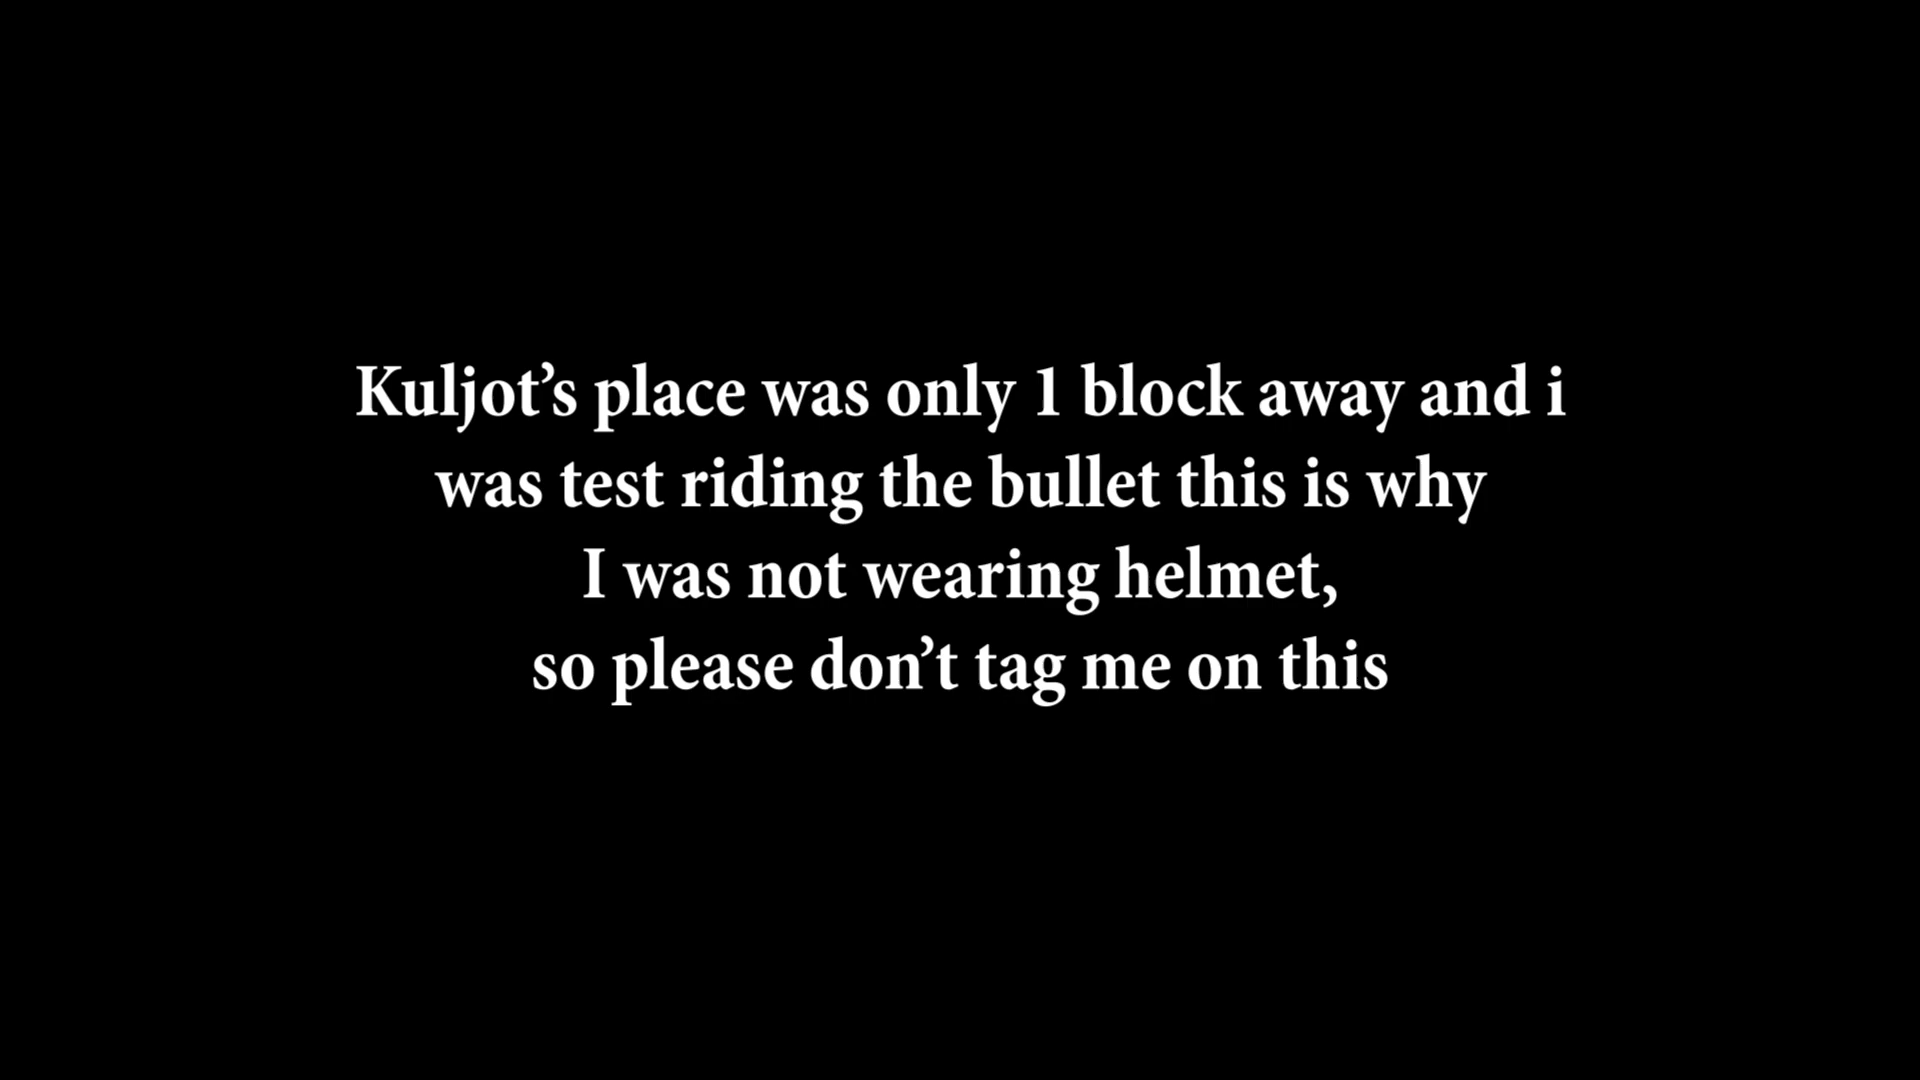 Kuljot’s place was only 1 block away and i
was test riding the bullet this is why
I was not wearing helmet,
so please don’t tag me on this